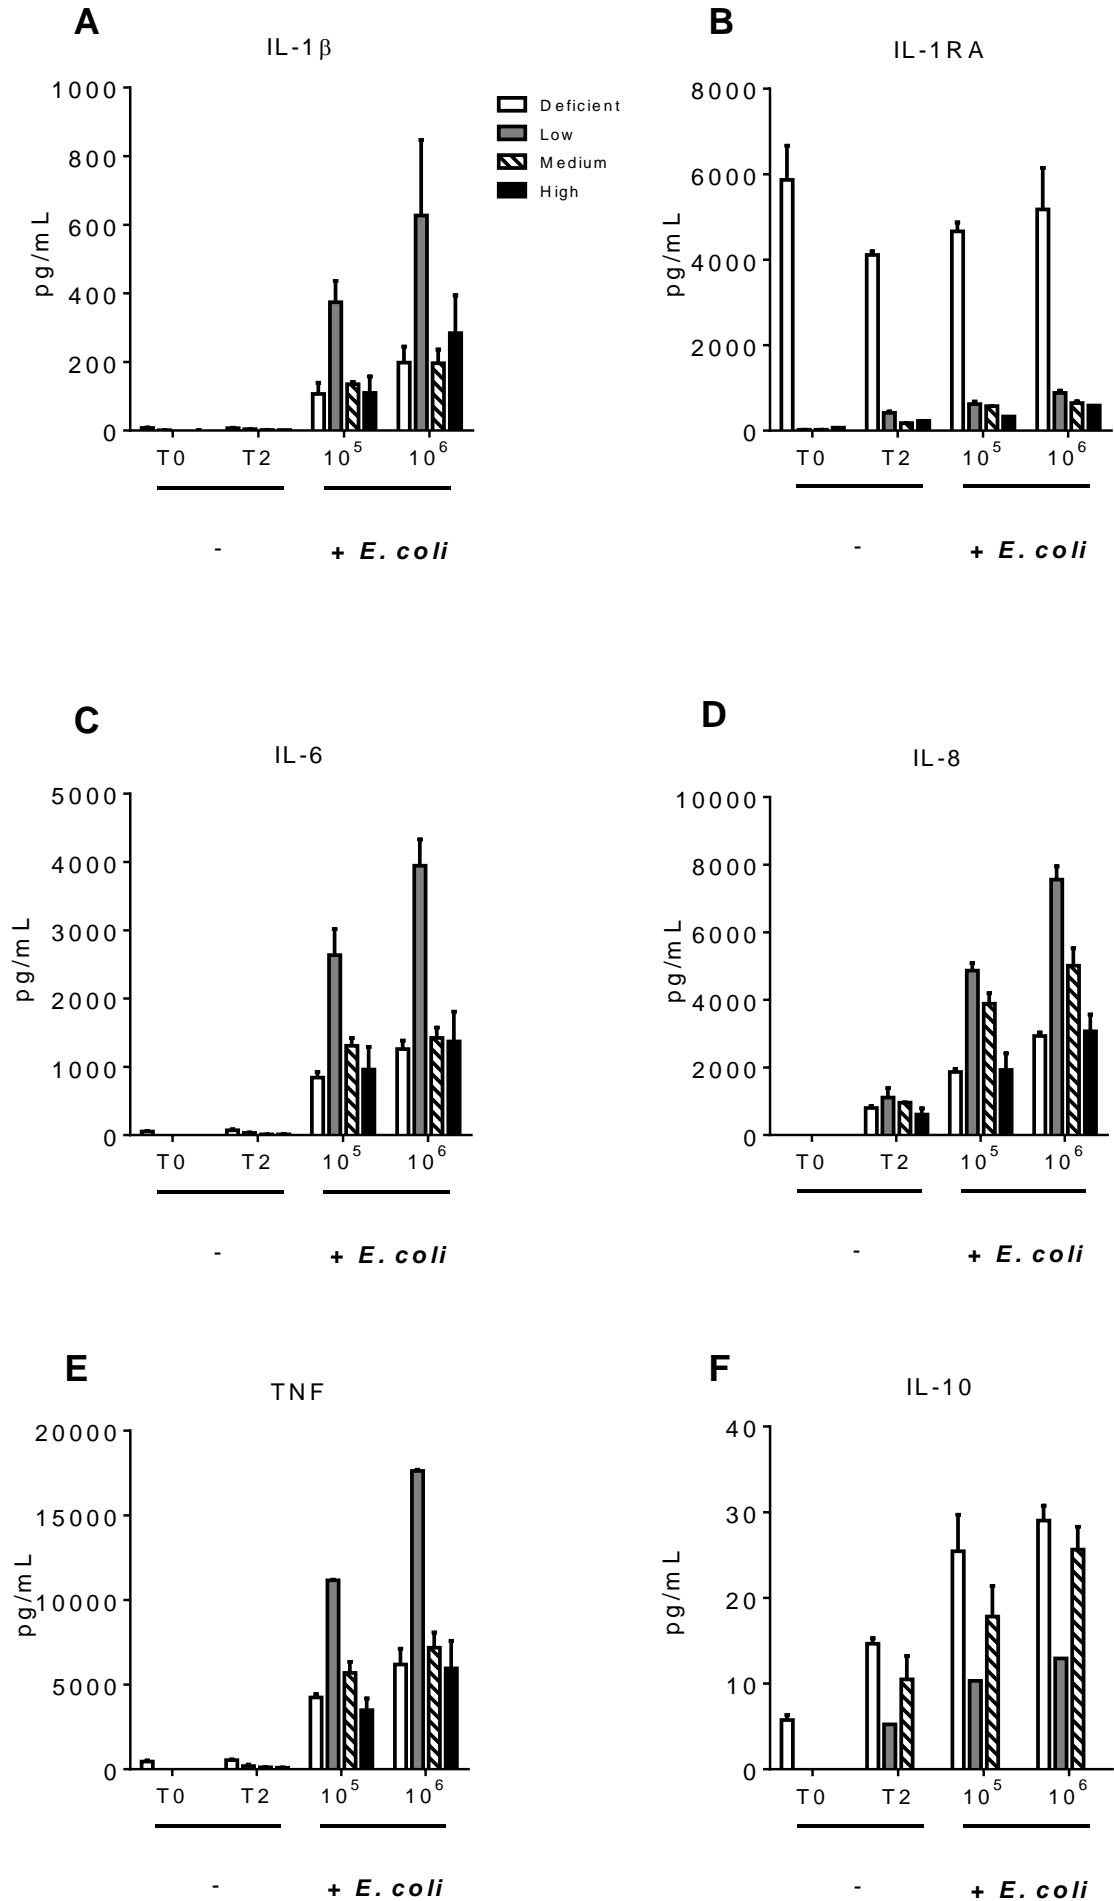 A
IL-1β
1000
800
600
400
200
0
pg/mL
T0 T2 10^5 10^6
- + E. coli
Deficient
Low
Medium
High
B
IL-1RA
8000
6000
4000
2000
0
pg/mL
T0 T2 10^5 10^6
- + E. coli
C
IL-6
5000
4000
3000
2000
1000
0
pg/mL
T0 T2 10^5 10^6
- + E. coli
D
IL-8
10000
8000
6000
4000
2000
0
pg/mL
T0 T2 10^5 10^6
- + E. coli
E
TNF
20000
15000
10000
5000
0
pg/mL
T0 T2 10^5 10^6
- + E. coli
F
IL-10
40
30
20
10
0
pg/mL
T0 T2 10^5 10^6
- + E. coli